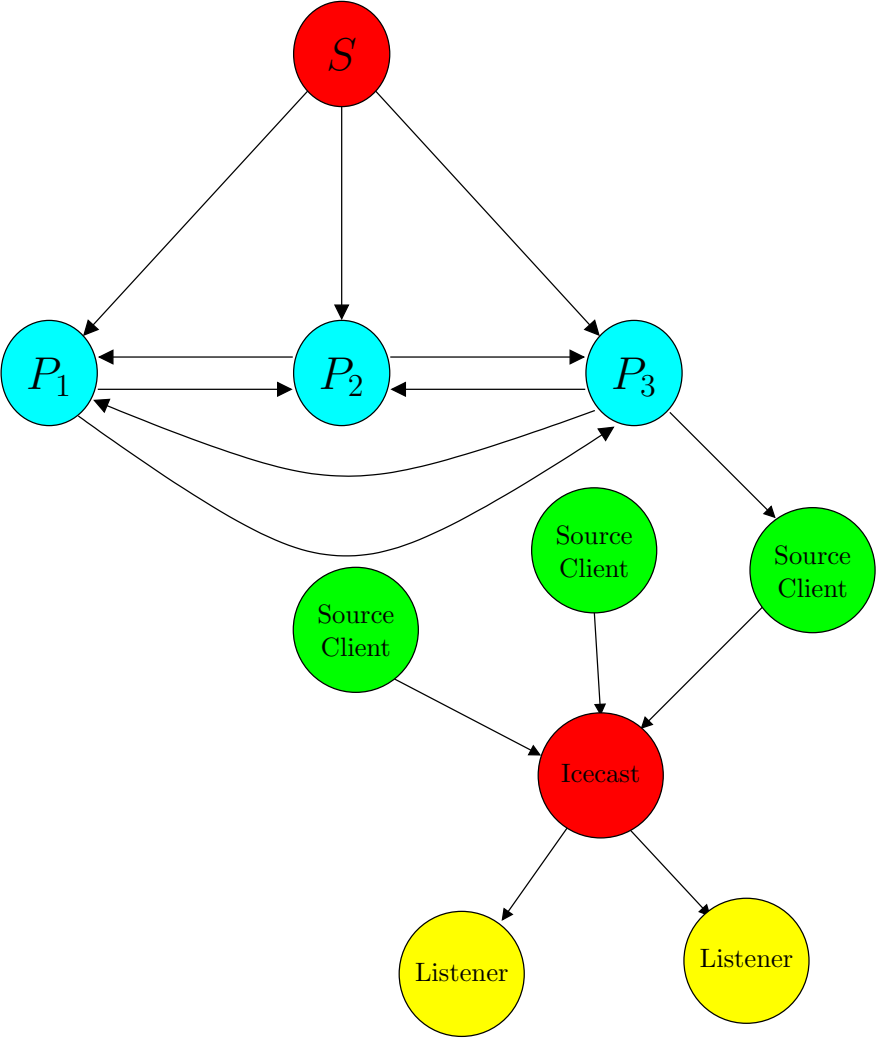 S
P₁ P₂ P₃
Source
Client
Source
Client
Source
Client
Icecast
Listener
Listener